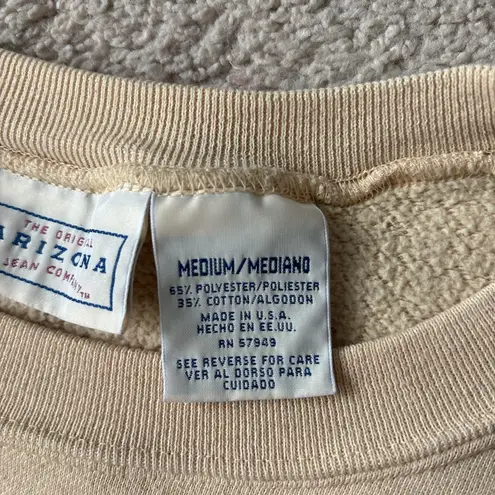 THE ORIGINAL
ARIZONA
JEAN COMPANY™
MEDIUM/MEDIANO
65% POLYESTER/POLIESTER
35% COTTON/ALGODON
MADE IN U.S.A.
HECHO EN EE.UU.
RN 57949
SEE REVERSE FOR CARE
VER AL DORSO PARA
CUIDADO